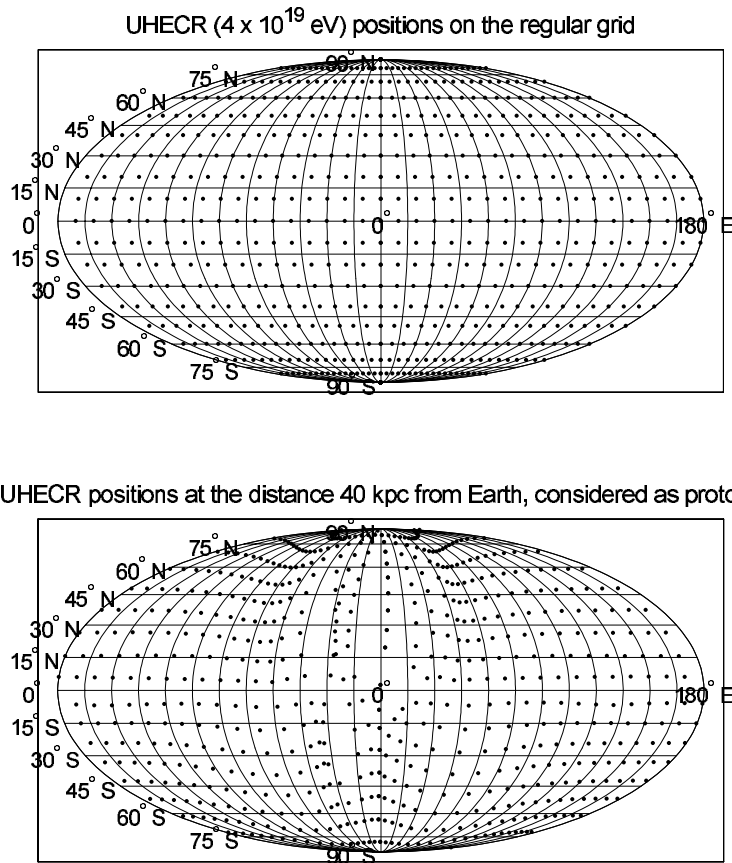 UHECR (4 x 10^19 eV) positions on the regular grid
90° N
75° N
60° N
45° N
30° N
15° N
0°
0°
180° E
15° S
30° S
45° S
60° S
75° S
90° S
UHECR positions at the distance 40 kpc from Earth, considered as proto
90° N
75° N
60° N
45° N
30° N
15° N
0°
0°
180° E
15° S
30° S
45° S
60° S
75° S
90° S